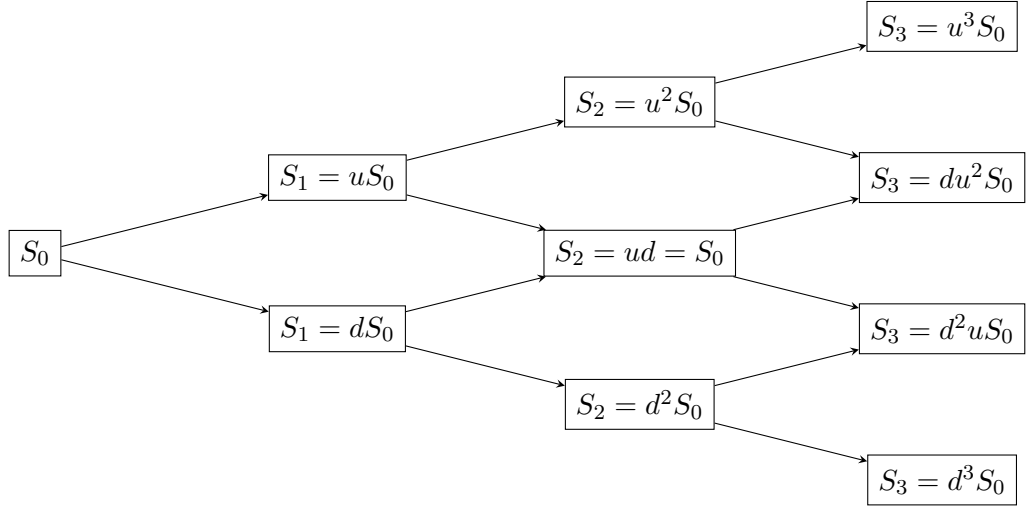 S_0
S_1 = uS_0
S_1 = dS_0
S_2 = u^2S_0
S_2 = ud = S_0
S_2 = d^2S_0
S_3 = u^3S_0
S_3 = du^2S_0
S_3 = d^2uS_0
S_3 = d^3S_0